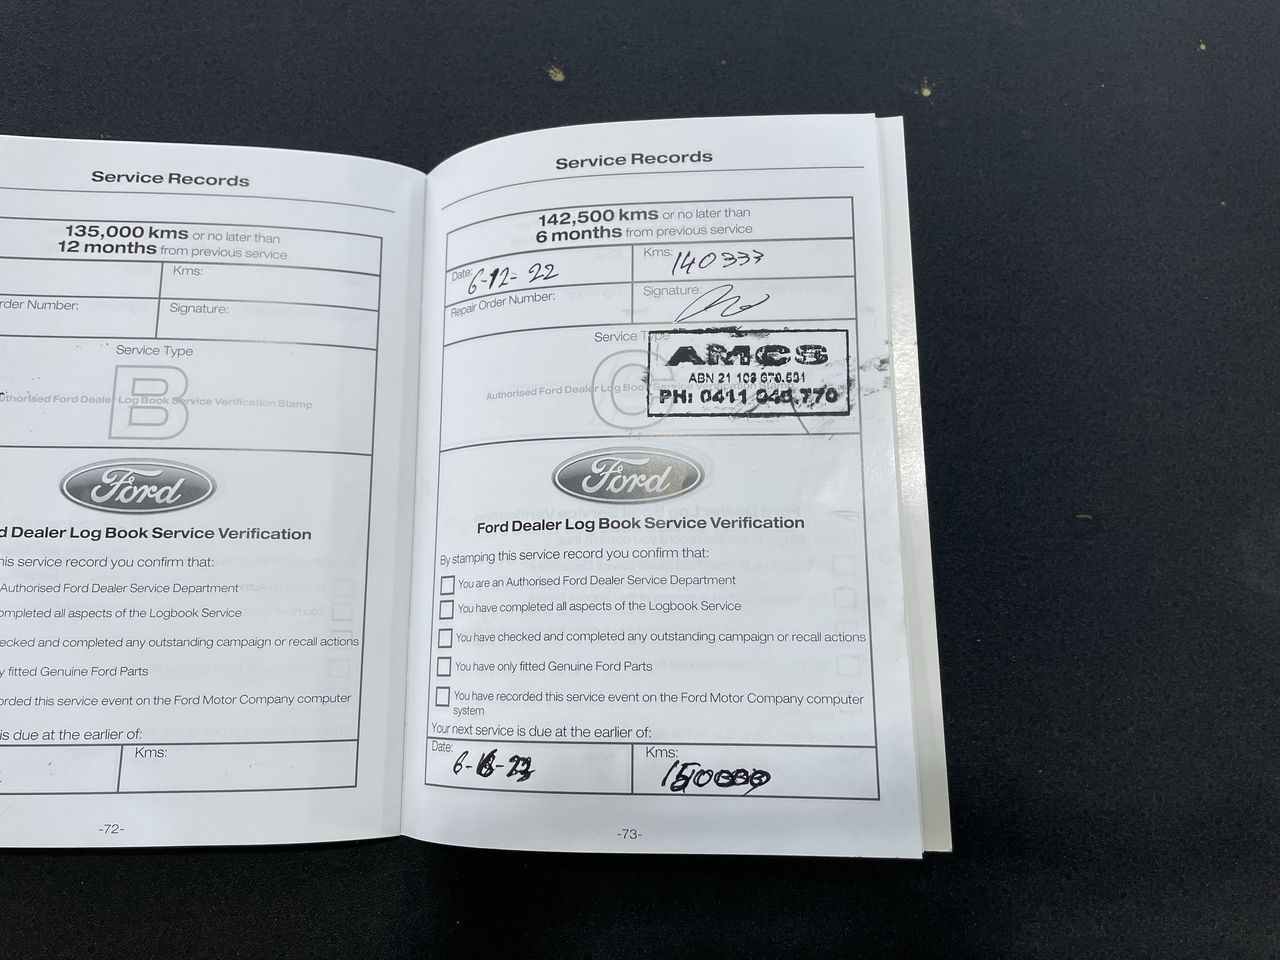 Service Records
135,000 kms or no later than
12 months from previous service
Kms:
rder Number:
Signature:
Service Type
B
uthorised Ford Dealer Log Book Service Verification Stamp
Ford
d Dealer Log Book Service Verification
his service record you confirm that:
Authorised Ford Dealer Service Department
ompleted all aspects of the Logbook Service
hecked and completed any outstanding campaign or recall actions
y fitted Genuine Ford Parts
orded this service event on the Ford Motor Company computer
is due at the earlier of:
Kms:
-72-
Service Records
142,500 kms or no later than
6 months from previous service
Date: 6-12-22
Kms: 140333
Repair Order Number:
Signature:
Service Type
C
Authorised Ford Dealer Log Book Service Verification Stamp
AMCS
ABN 21 108 670.531
PH: 0411 040.770
Ford
Ford Dealer Log Book Service Verification
By stamping this service record you confirm that:
You are an Authorised Ford Dealer Service Department
You have completed all aspects of the Logbook Service
You have checked and completed any outstanding campaign or recall actions
You have only fitted Genuine Ford Parts
You have recorded this service event on the Ford Motor Company computer
system
Your next service is due at the earlier of:
Date:
Kms: 150000
-73-